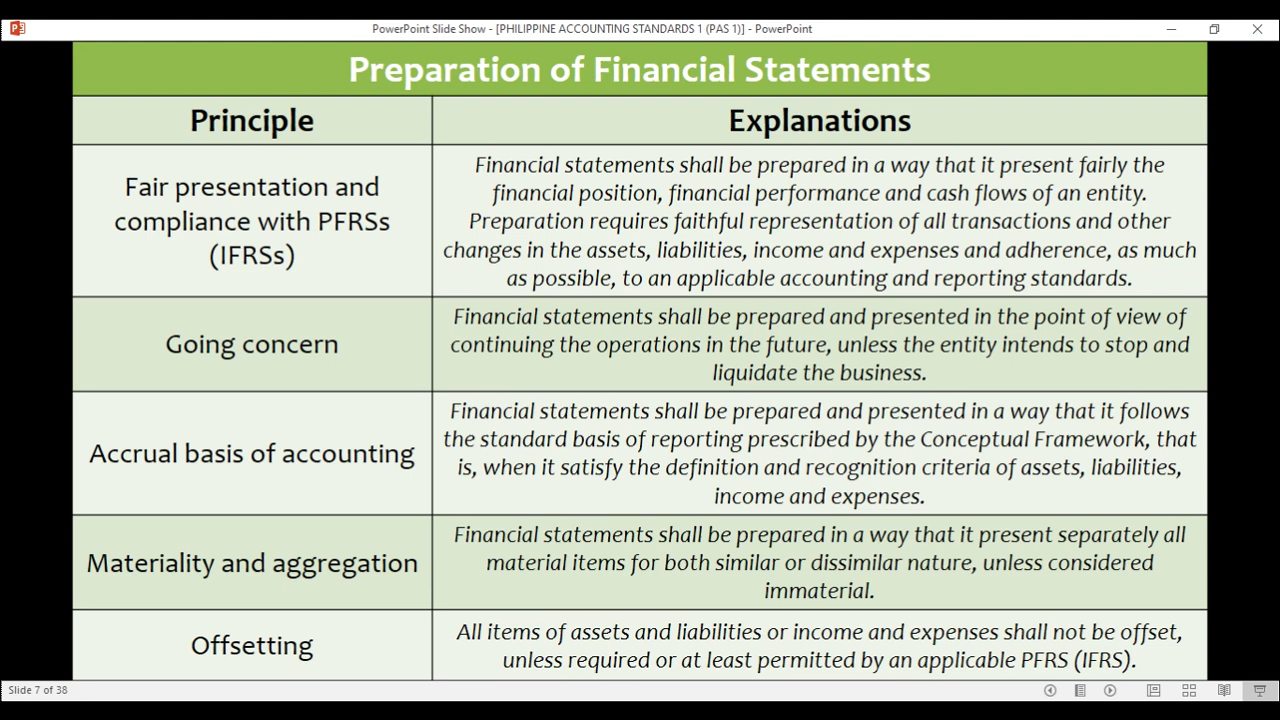 PowerPoint Slide Show - [PHILIPPINE ACCOUNTING STANDARDS 1 (PAS 1)] - PowerPoint
Preparation of Financial Statements
Principle
Explanations
Fair presentation and
compliance with PFRSs
(IFRSs)
Financial statements shall be prepared in a way that it present fairly the
financial position, financial performance and cash flows of an entity.
Preparation requires faithful representation of all transactions and other
changes in the assets, liabilities, income and expenses and adherence, as much
as possible, to an applicable accounting and reporting standards.
Going concern
Financial statements shall be prepared and presented in the point of view of
continuing the operations in the future, unless the entity intends to stop and
liquidate the business.
Accrual basis of accounting
Financial statements shall be prepared and presented in a way that it follows
the standard basis of reporting prescribed by the Conceptual Framework, that
is, when it satisfy the definition and recognition criteria of assets, liabilities,
income and expenses.
Materiality and aggregation
Financial statements shall be prepared in a way that it present separately all
material items for both similar or dissimilar nature, unless considered
immaterial.
Offsetting
All items of assets and liabilities or income and expenses shall not be offset,
unless required or at least permitted by an applicable PFRS (IFRS).
Slide 7 of 38